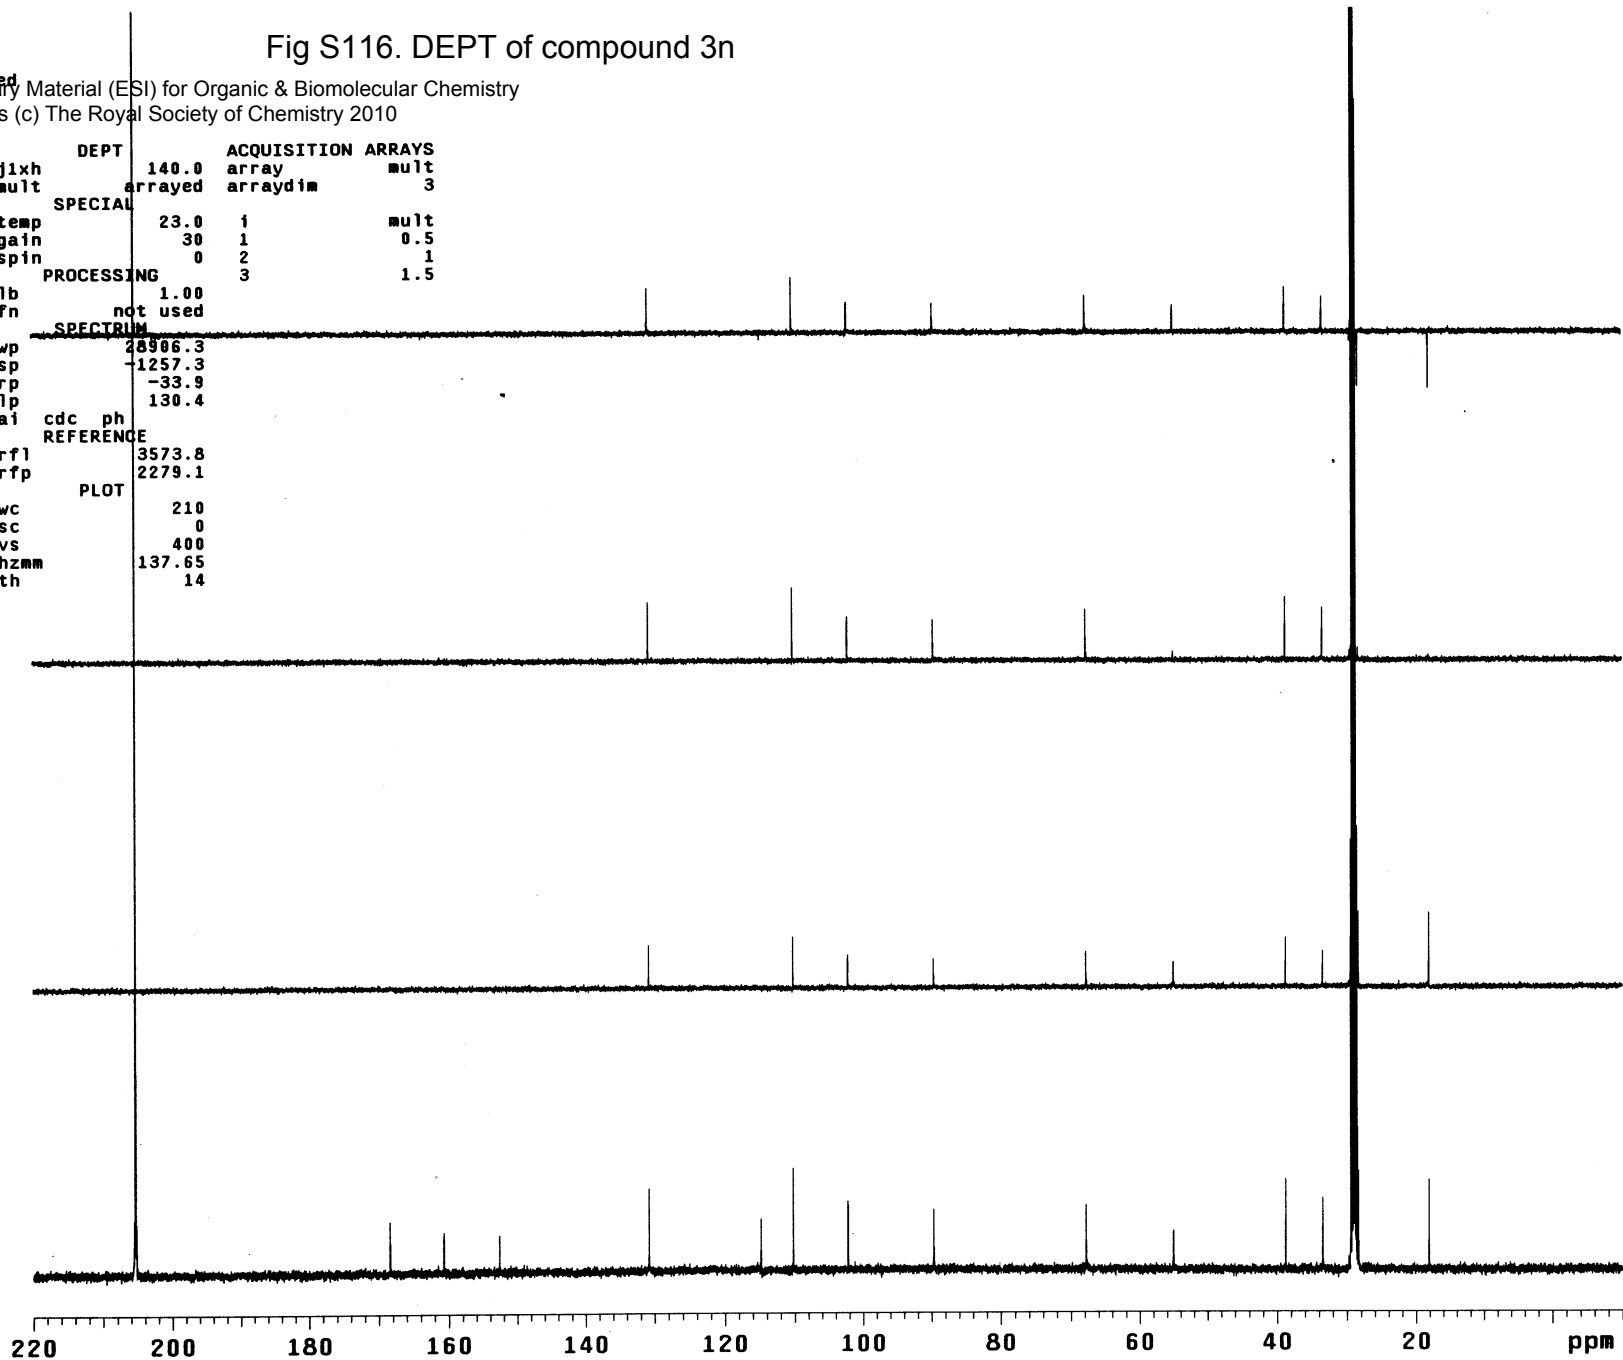 Fig S116. DEPT of compound 3n
ed
ry Material (ESI) for Organic & Biomolecular Chemistry
s (c) The Royal Society of Chemistry 2010
DEPT ACQUISITION ARRAYS
j1xh 140.0 array mult
mult arrayed arraydim 3
SPECIAL
temp 23.0 i mult
gain 30 1 0.5
spin 0 2 1
PROCESSING 3 1.5
lb 1.00
fn not used
SPECTRUM
wp 28906.3
sp -1257.3
rp -33.9
lp 130.4
ai cdc ph
REFERENCE
rfl 3573.8
rfp 2279.1
PLOT
wc 210
sc 0
vs 400
hzmm 137.65
th 14
220 200 180 160 140 120 100 80 60 40 20 ppm